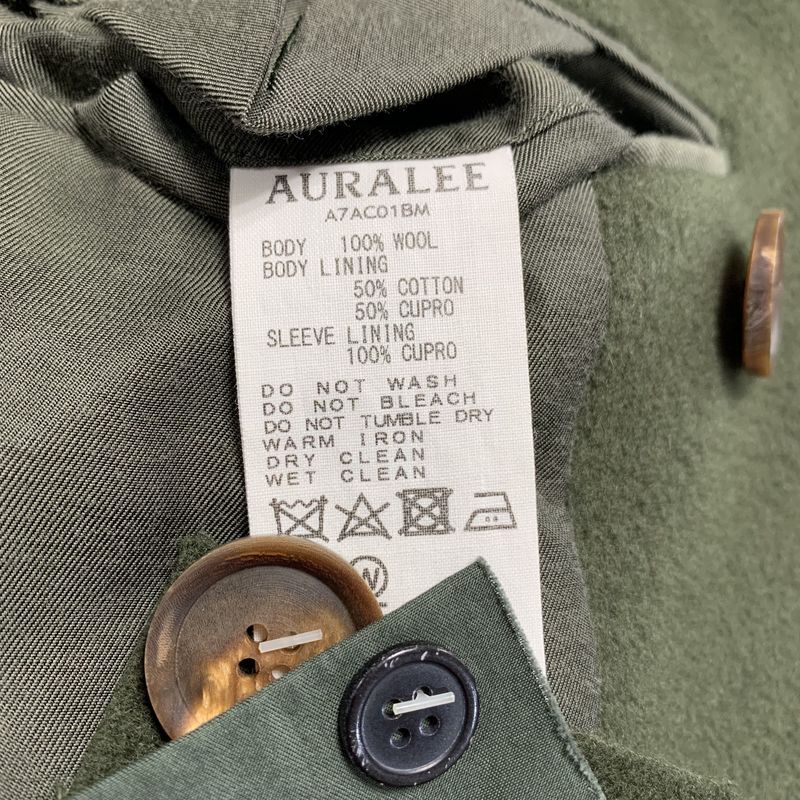 AURALEE
A7AC01BM
BODY 100% WOOL
BODY LINING
50% COTTON
50% CUPRO
SLEEVE LINING
100% CUPRO
DO NOT WASH
DO NOT BLEACH
DO NOT TUMBLE DRY
WARM IRON
DRY CLEAN
WET CLEAN
W